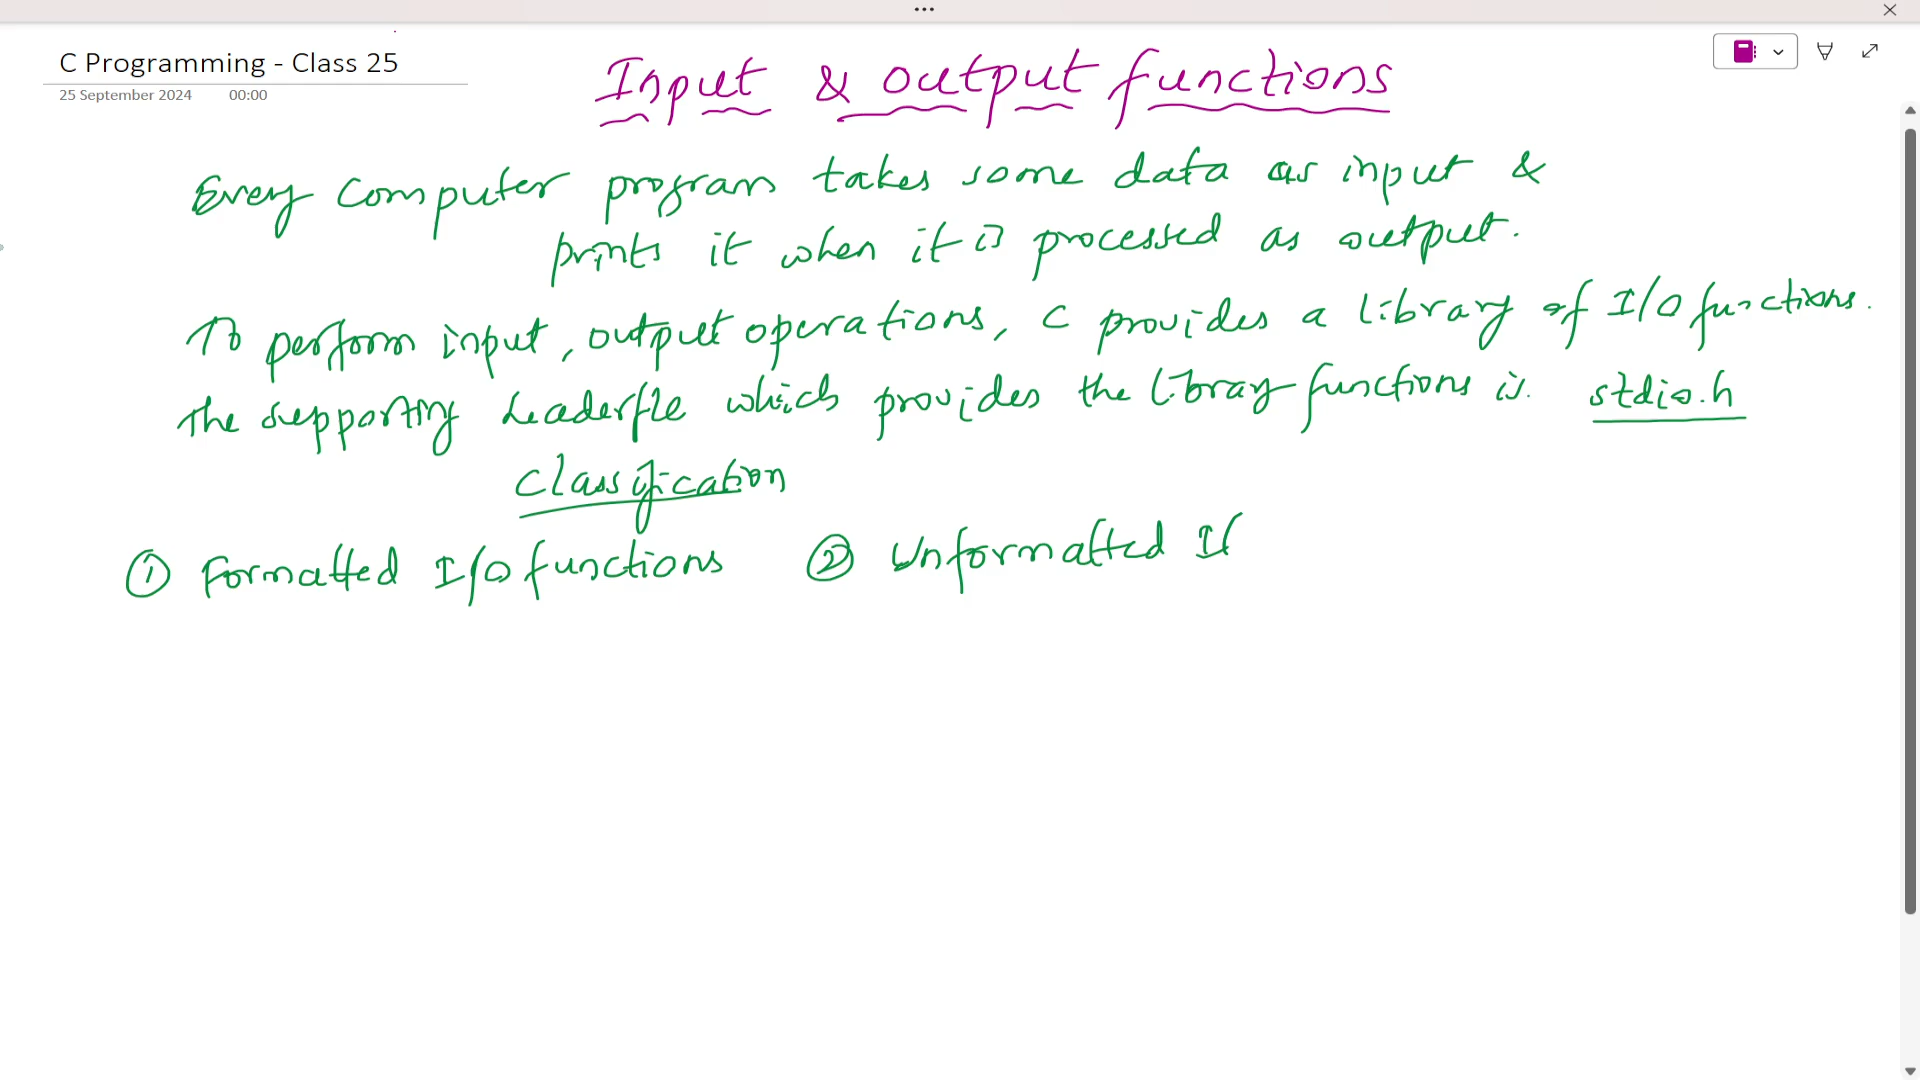 C Programming - Class 25
25 September 2024 00:00
Input & output functions
Every computer program takes some data as input &
prints it when it is processed as output.
To perform input, output operations, C provides a library of I/O functions.
The supporting headerfile which provides the library functions is. stdio.h
Classification
① Formatted I/O functions ② Unformatted I/